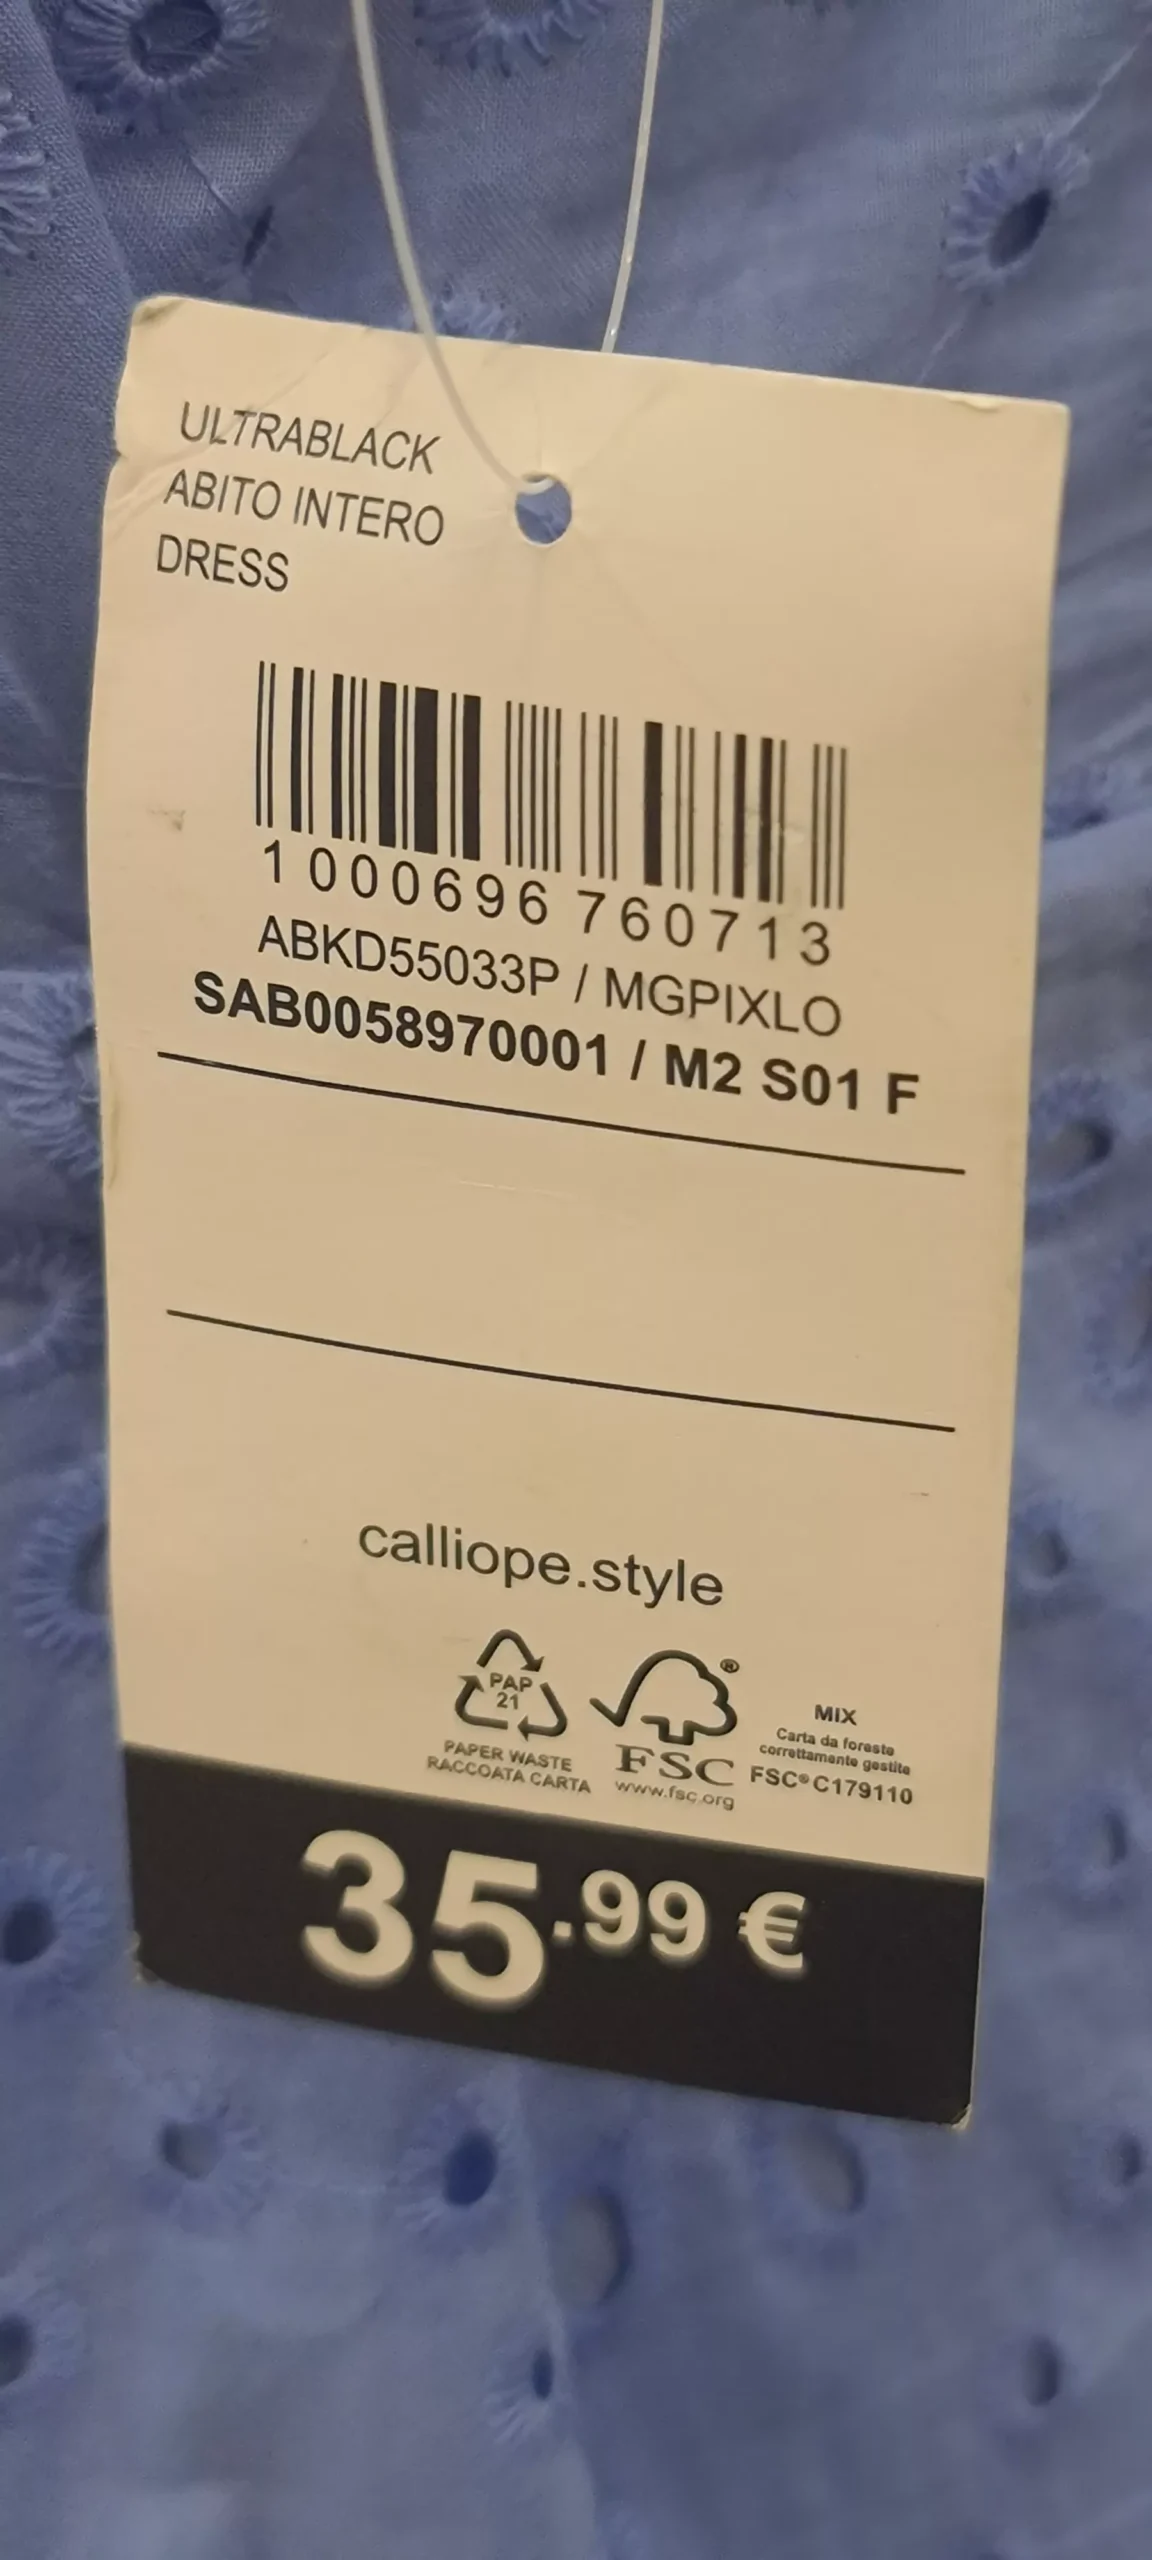 ULTRABLACK
ABITO INTERO
DRESS
1 000696 760713
ABKD55033P / MGPIXLO
SAB0058970001 / M2 S01 F
calliope.style
PAP
21
PAPER WASTE
RACCOATA CARTA
®
FSC
www.fsc.org
MIX
Carta da foreste
correttamente gestite
FSC® C179110
35.99 €